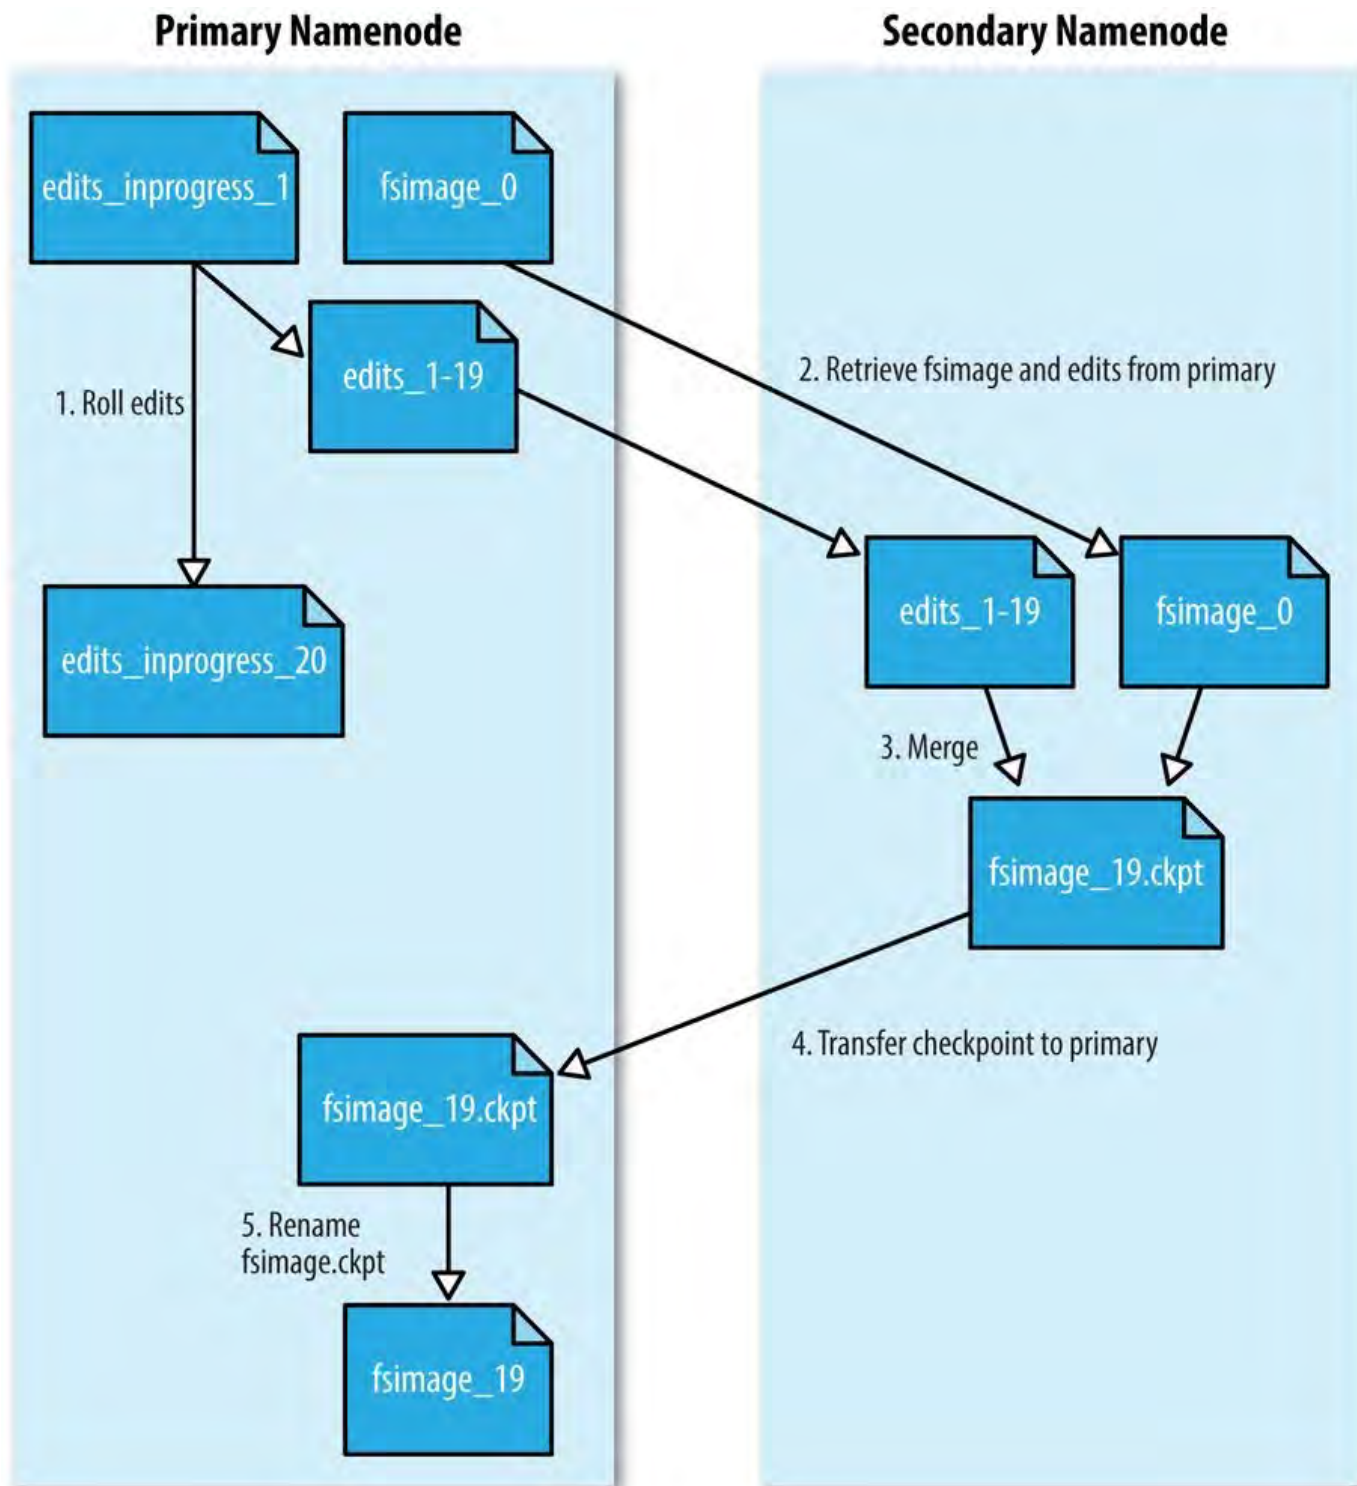 Primary Namenode
Secondary Namenode
edits_inprogress_1
fsimage_0
edits_1-19
1. Roll edits
2. Retrieve fsimage and edits from primary
edits_inprogress_20
edits_1-19
fsimage_0
3. Merge
fsimage_19.ckpt
4. Transfer checkpoint to primary
fsimage_19.ckpt
5. Rename
fsimage.ckpt
fsimage_19